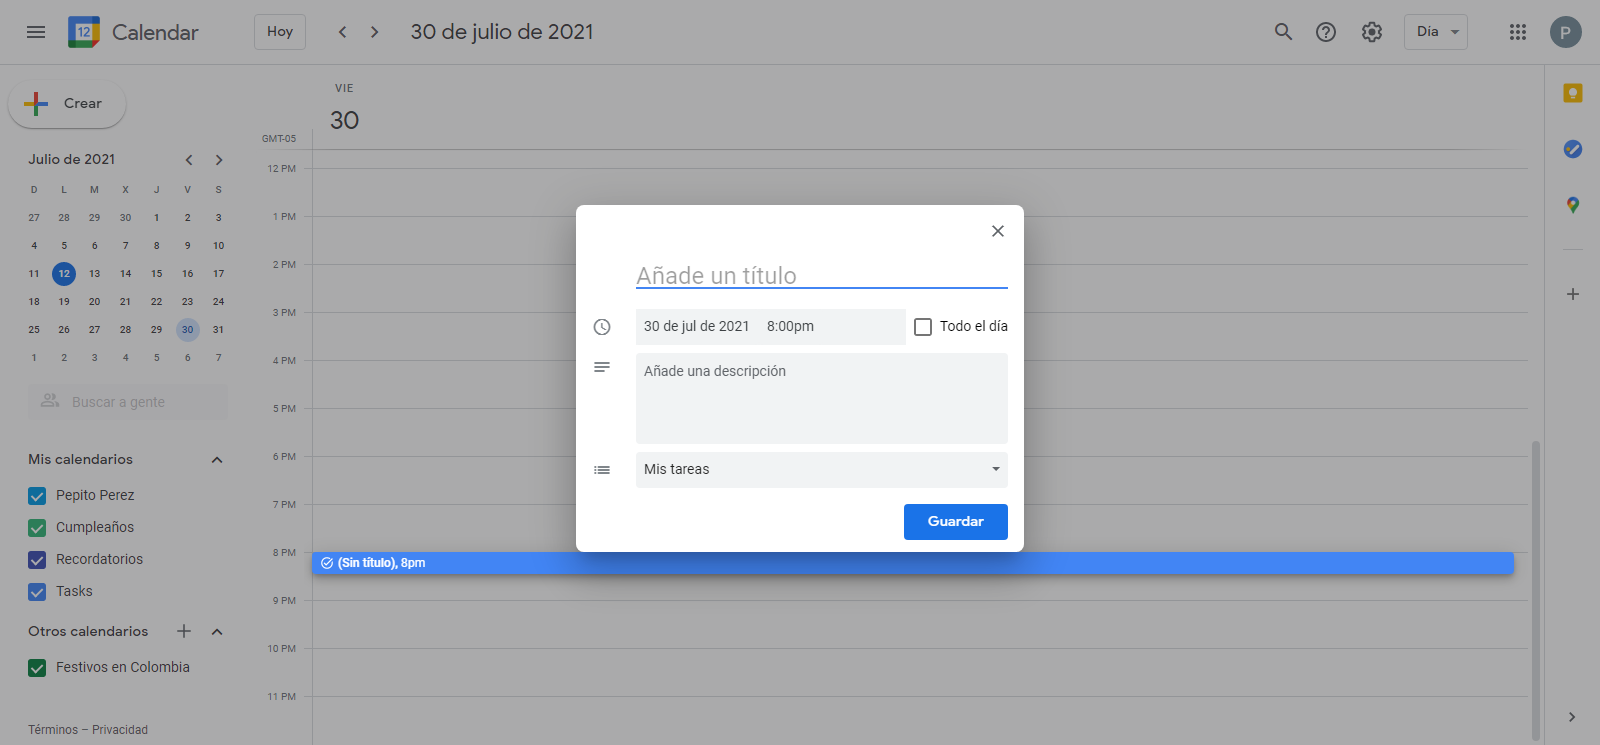 Calendar
Hoy
30 de julio de 2021
Día
P
12
Crear
Julio de 2021
D L M X J V S
27 28 29 30 1 2 3
4 5 6 7 8 9 10
11 12 13 14 15 16 17
18 19 20 21 22 23 24
25 26 27 28 29 30 31
1 2 3 4 5 6 7
Buscar a gente
Mis calendarios
Pepito Perez
Cumpleaños
Recordatorios
Tasks
Otros calendarios
Festivos en Colombia
Términos – Privacidad
VIE
30
GMT-05
12 PM
1 PM
2 PM
3 PM
4 PM
5 PM
6 PM
7 PM
8 PM
9 PM
10 PM
11 PM
(Sin título), 8pm
Añade un título
30 de jul de 2021 8:00pm
Todo el día
Añade una descripción
Mis tareas
Guardar